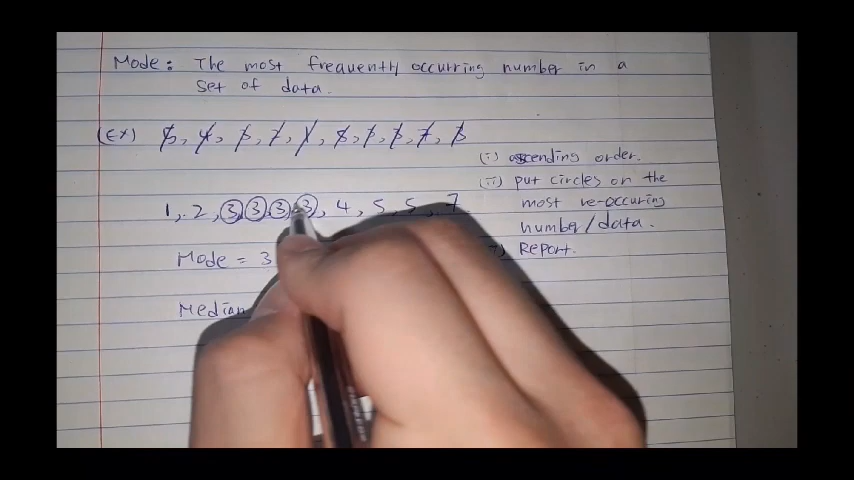 Mode: The most frequently occurring number in a
set of data.
(Ex)
(i) ascending order.
(ii) put circles on the
most re-occuring
number/data.
1, 2, 3, 3, 3, 3, 4, 5, 5, 7
Report.
Mode = 3
Median